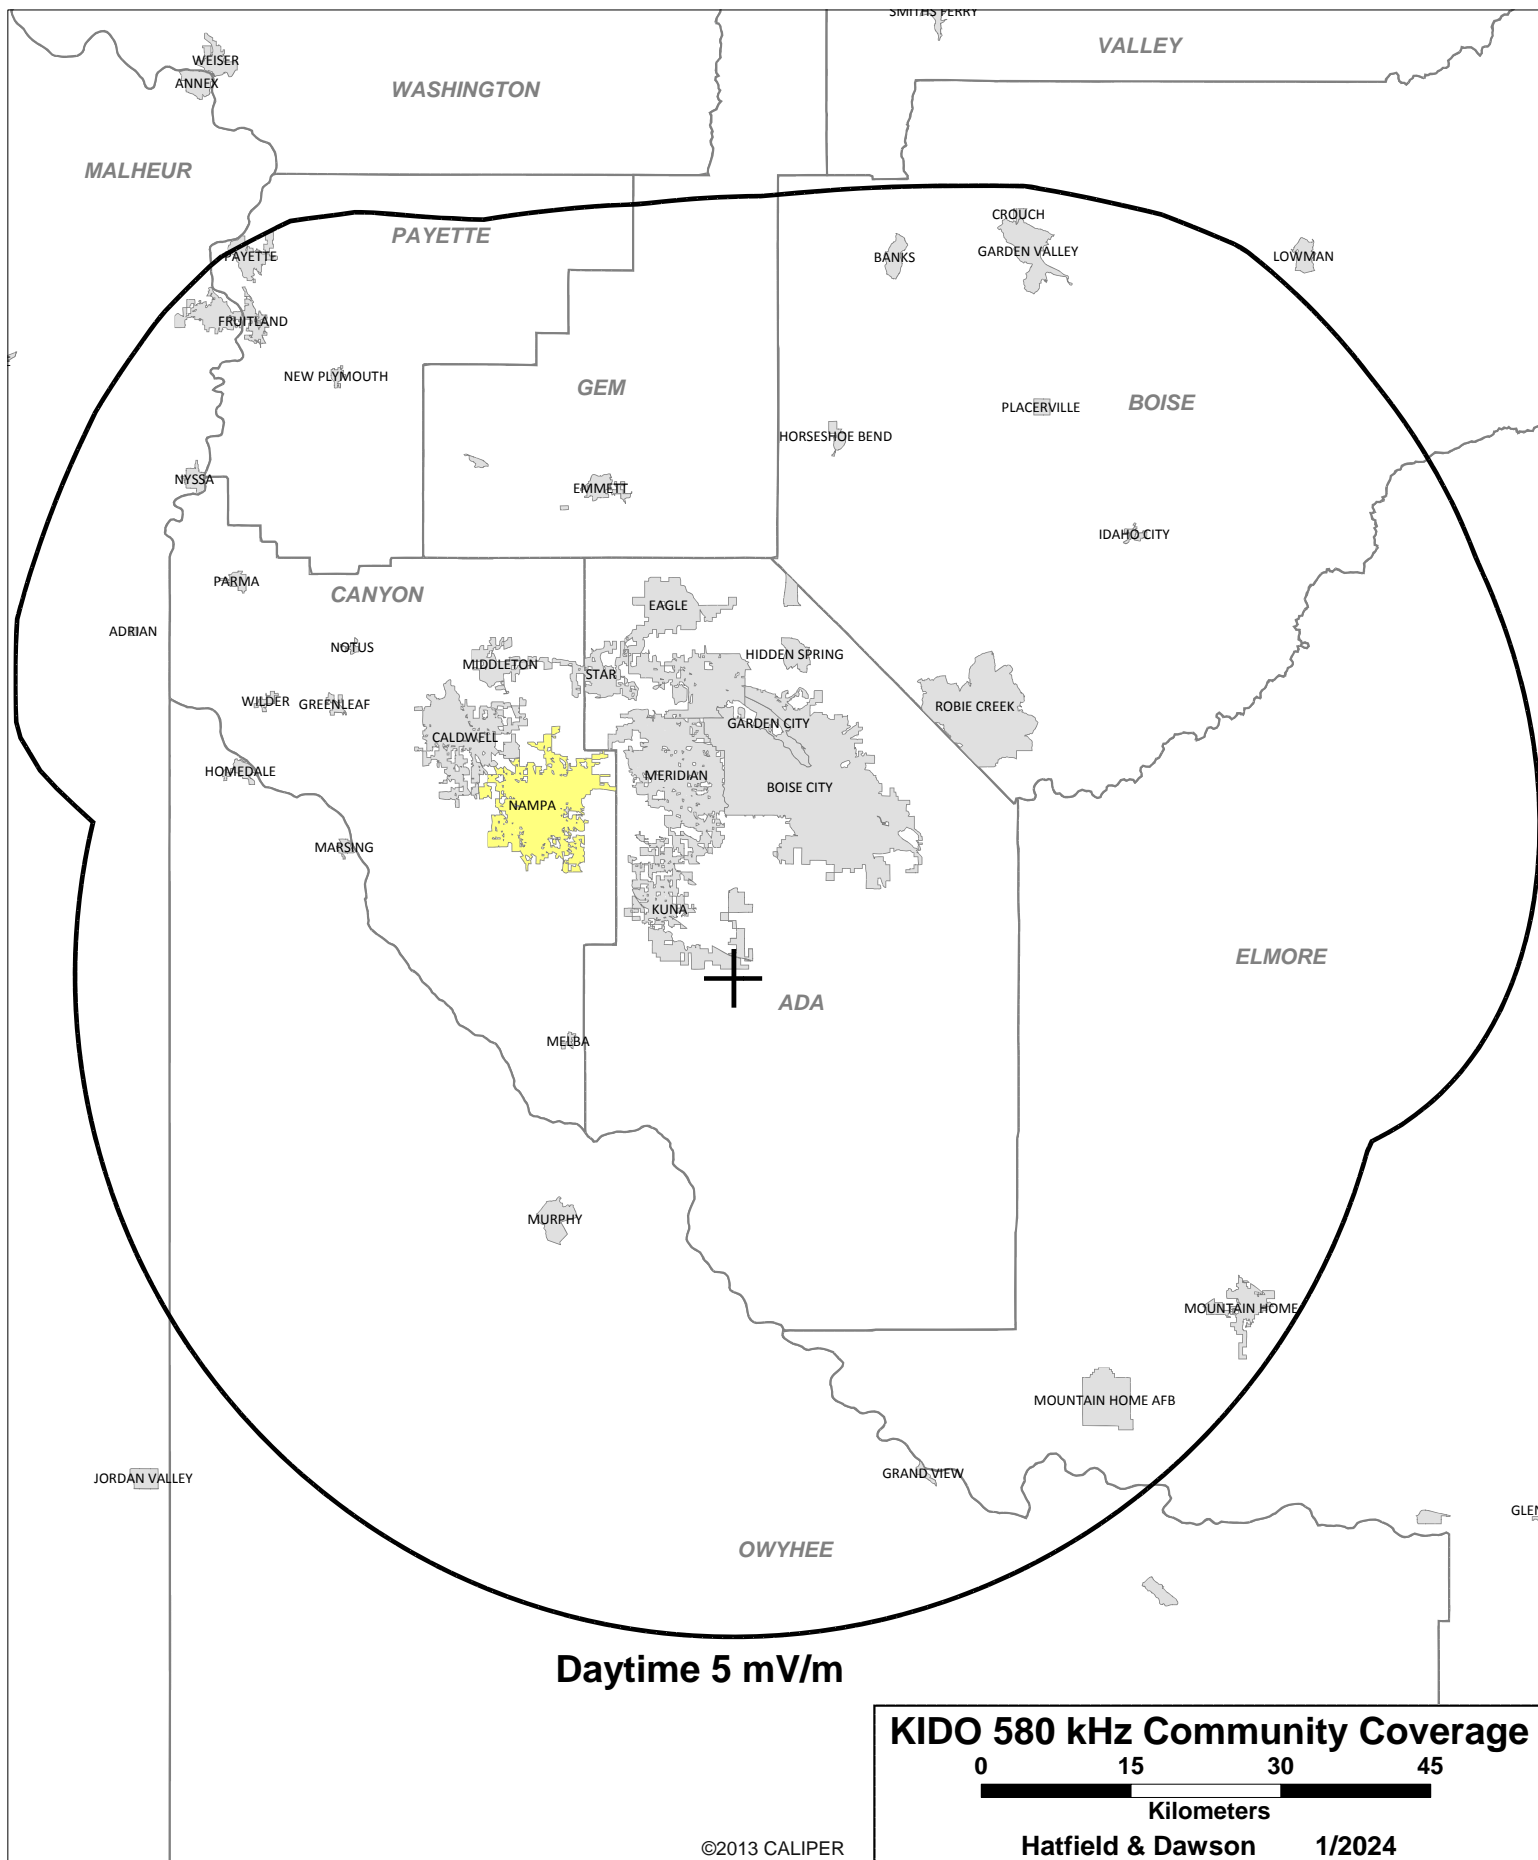 SMITHS FERRY
VALLEY
WEISER
ANNEX
WASHINGTON
MALHEUR
CROUCH
PAYETTE
GARDEN VALLEY
PAYETTE
BANKS
LOWMAN
FRUITLAND
NEW PLYMOUTH
GEM
PLACERVILLE
BOISE
HORSESHOE BEND
NYSSA
EMMETT
IDAHO CITY
PARMA
CANYON
EAGLE
ADRIAN
NOTUS
HIDDEN SPRING
MIDDLETON
STAR
WILDER
GREENLEAF
ROBIE CREEK
GARDEN CITY
CALDWELL
HOMEDALE
MERIDIAN
BOISE CITY
NAMPA
MARSING
KUNA
ELMORE
ADA
MELBA
MURPHY
MOUNTAIN HOME
MOUNTAIN HOME AFB
JORDAN VALLEY
GRAND VIEW
GLEN
OWYHEE
Daytime 5 mV/m
KIDO 580 kHz Community Coverage
0 15 30 45
Kilometers
Hatfield & Dawson 1/2024
©2013 CALIPER